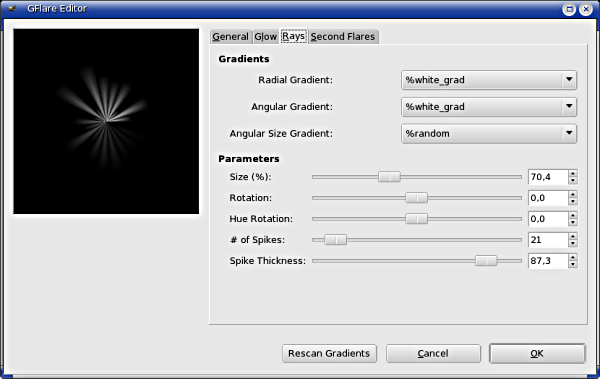 GFlare Editor
General Glow Rays Second Flares
Gradients
Radial Gradient: %white_grad
Angular Gradient: %white_grad
Angular Size Gradient: %random
Parameters
Size (%): 70,4
Rotation: 0,0
Hue Rotation: 0,0
# of Spikes: 21
Spike Thickness: 87,3
Rescan Gradients Cancel OK